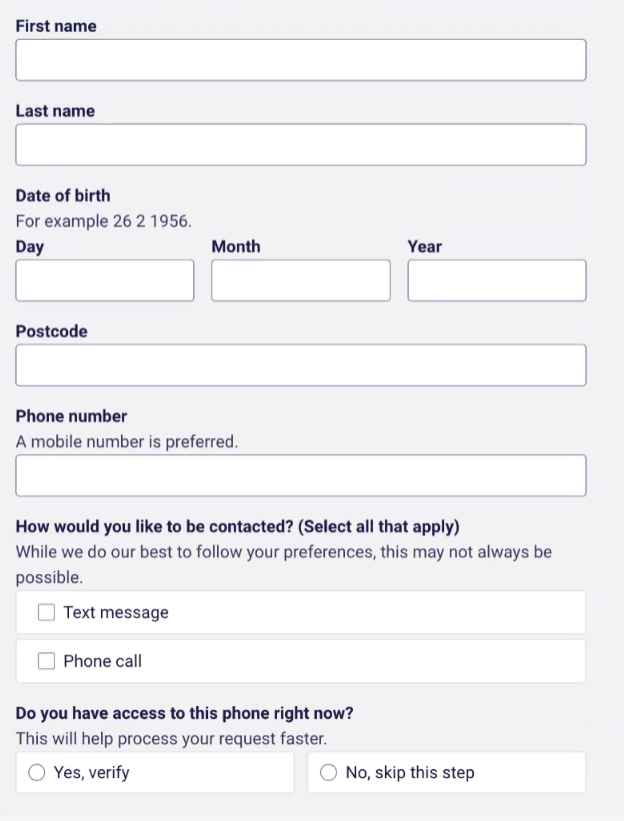 First name
Last name
Date of birth
For example 26 2 1956.
Day Month Year
Postcode
Phone number
A mobile number is preferred.
How would you like to be contacted? (Select all that apply)
While we do our best to follow your preferences, this may not always be
possible.
Text message
Phone call
Do you have access to this phone right now?
This will help process your request faster.
Yes, verify No, skip this step